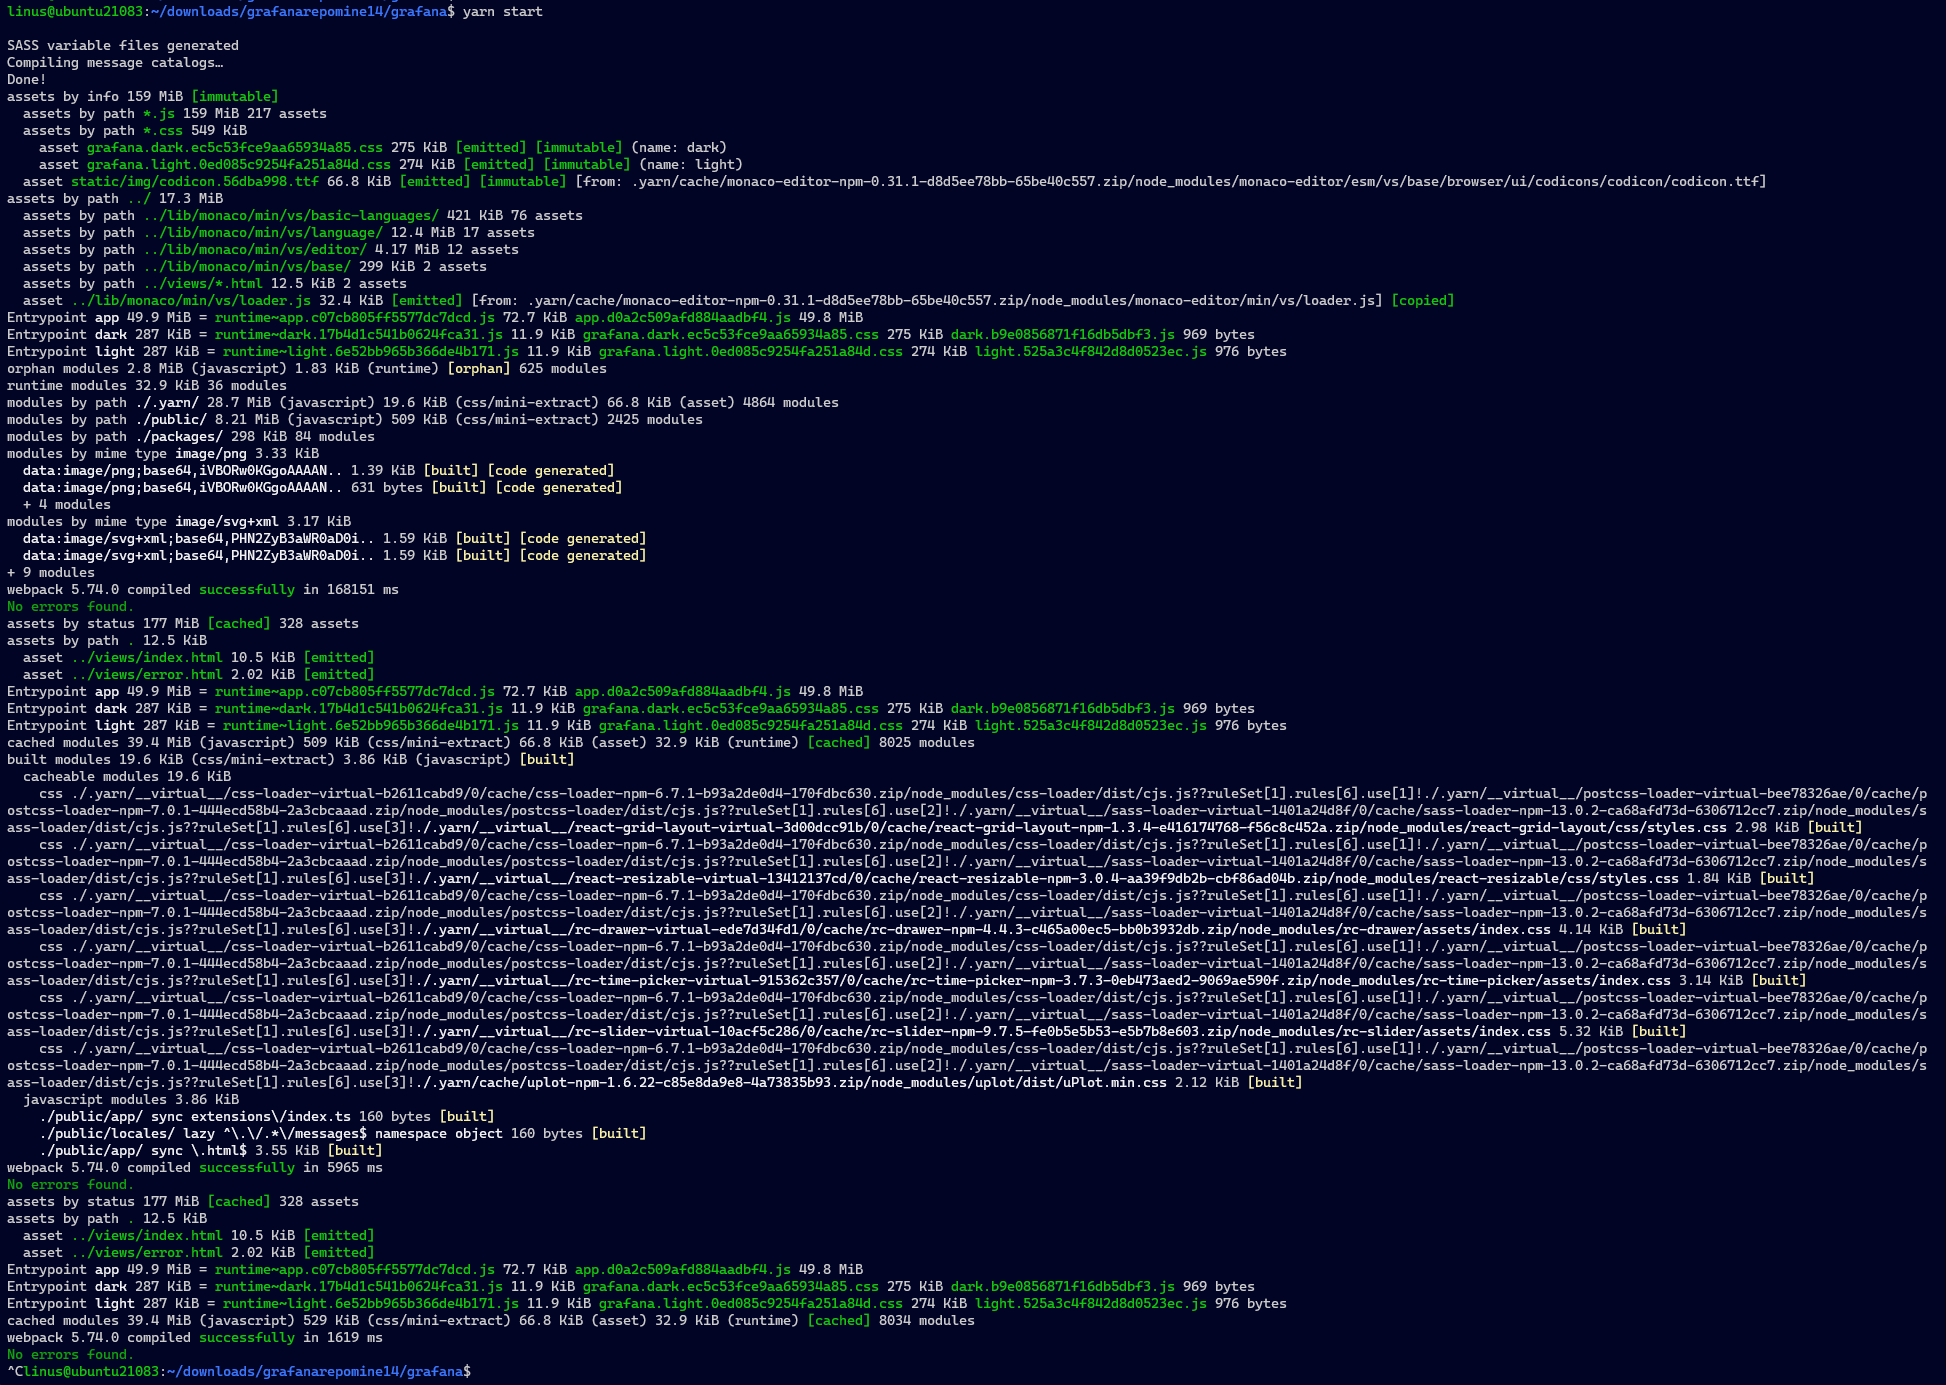 linus@ubuntu21083:~/downloads/grafanarepomine14/grafana$ yarn start
SASS variable files generated
Compiling message catalogs…
Done!
assets by info 159 MiB [immutable]
  assets by path *.js 159 MiB 217 assets
  assets by path *.css 549 KiB
    asset grafana.dark.ec5c53fce9aa65934a85.css 275 KiB [emitted] [immutable] (name: dark)
    asset grafana.light.0ed085c9254fa251a84d.css 274 KiB [emitted] [immutable] (name: light)
  asset static/img/codicon.56dba998.ttf 66.8 KiB [emitted] [immutable] [from: .yarn/cache/monaco-editor-npm-0.31.1-d8d5ee78bb-65be40c557.zip/node_modules/monaco-editor/esm/vs/base/browser/ui/codicons/codicon/codicon.ttf]
assets by path ../ 17.3 MiB
  assets by path ../lib/monaco/min/vs/basic-languages/ 421 KiB 76 assets
  assets by path ../lib/monaco/min/vs/language/ 12.4 MiB 17 assets
  assets by path ../lib/monaco/min/vs/editor/ 4.17 MiB 12 assets
  assets by path ../lib/monaco/min/vs/base/ 299 KiB 2 assets
  assets by path ../views/*.html 12.5 KiB 2 assets
  asset ../lib/monaco/min/vs/loader.js 32.4 KiB [emitted] [from: .yarn/cache/monaco-editor-npm-0.31.1-d8d5ee78bb-65be40c557.zip/node_modules/monaco-editor/min/vs/loader.js] [copied]
Entrypoint app 49.9 MiB = runtime~app.c07cb805ff5577dc7dcd.js 72.7 KiB app.d0a2c509afd884aadbf4.js 49.8 MiB
Entrypoint dark 287 KiB = runtime~dark.17b4d1c541b0624fca31.js 11.9 KiB grafana.dark.ec5c53fce9aa65934a85.css 275 KiB dark.b9e0856871f16db5dbf3.js 969 bytes
Entrypoint light 287 KiB = runtime~light.6e52bb965b366de4b171.js 11.9 KiB grafana.light.0ed085c9254fa251a84d.css 274 KiB light.525a3c4f842d8d0523ec.js 976 bytes
orphan modules 2.8 MiB (javascript) 1.83 KiB (runtime) [orphan] 625 modules
runtime modules 32.9 KiB 36 modules
modules by path ./.yarn/ 28.7 MiB (javascript) 19.6 KiB (css/mini-extract) 66.8 KiB (asset) 4864 modules
modules by path ./public/ 8.21 MiB (javascript) 509 KiB (css/mini-extract) 2425 modules
modules by path ./packages/ 298 KiB 84 modules
modules by mime type image/png 3.33 KiB
  data:image/png;base64,iVBORw0KGgoAAAAN.. 1.39 KiB [built] [code generated]
  data:image/png;base64,iVBORw0KGgoAAAAN.. 631 bytes [built] [code generated]
  + 4 modules
modules by mime type image/svg+xml 3.17 KiB
  data:image/svg+xml;base64,PHN2ZyB3aWR0aD0i.. 1.59 KiB [built] [code generated]
  data:image/svg+xml;base64,PHN2ZyB3aWR0aD0i.. 1.59 KiB [built] [code generated]
+ 9 modules
webpack 5.74.0 compiled successfully in 168151 ms
No errors found.
assets by status 177 MiB [cached] 328 assets
assets by path . 12.5 KiB
  asset ../views/index.html 10.5 KiB [emitted]
  asset ../views/error.html 2.02 KiB [emitted]
Entrypoint app 49.9 MiB = runtime~app.c07cb805ff5577dc7dcd.js 72.7 KiB app.d0a2c509afd884aadbf4.js 49.8 MiB
Entrypoint dark 287 KiB = runtime~dark.17b4d1c541b0624fca31.js 11.9 KiB grafana.dark.ec5c53fce9aa65934a85.css 275 KiB dark.b9e0856871f16db5dbf3.js 969 bytes
Entrypoint light 287 KiB = runtime~light.6e52bb965b366de4b171.js 11.9 KiB grafana.light.0ed085c9254fa251a84d.css 274 KiB light.525a3c4f842d8d0523ec.js 976 bytes
cached modules 39.4 MiB (javascript) 509 KiB (css/mini-extract) 66.8 KiB (asset) 32.9 KiB (runtime) [cached] 8025 modules
built modules 19.6 KiB (css/mini-extract) 3.86 KiB (javascript) [built]
  cacheable modules 19.6 KiB
    css ./.yarn/__virtual__/css-loader-virtual-b2611cabd9/0/cache/css-loader-npm-6.7.1-b93a2de0d4-170fdbc630.zip/node_modules/css-loader/dist/cjs.js??ruleSet[1].rules[6].use[1]!./.yarn/__virtual__/postcss-loader-virtual-bee78326ae/0/cache/p
ostcss-loader-npm-7.0.1-444ecd58b4-2a3cbcaaad.zip/node_modules/postcss-loader/dist/cjs.js??ruleSet[1].rules[6].use[2]!./.yarn/__virtual__/sass-loader-virtual-1401a24d8f/0/cache/sass-loader-npm-13.0.2-ca68afd73d-6306712cc7.zip/node_modules/s
ass-loader/dist/cjs.js??ruleSet[1].rules[6].use[3]!./.yarn/__virtual__/react-grid-layout-virtual-3d00dcc91b/0/cache/react-grid-layout-npm-1.3.4-e416174768-f56c8c452a.zip/node_modules/react-grid-layout/css/styles.css 2.98 KiB [built]
    css ./.yarn/__virtual__/css-loader-virtual-b2611cabd9/0/cache/css-loader-npm-6.7.1-b93a2de0d4-170fdbc630.zip/node_modules/css-loader/dist/cjs.js??ruleSet[1].rules[6].use[1]!./.yarn/__virtual__/postcss-loader-virtual-bee78326ae/0/cache/p
ostcss-loader-npm-7.0.1-444ecd58b4-2a3cbcaaad.zip/node_modules/postcss-loader/dist/cjs.js??ruleSet[1].rules[6].use[2]!./.yarn/__virtual__/sass-loader-virtual-1401a24d8f/0/cache/sass-loader-npm-13.0.2-ca68afd73d-6306712cc7.zip/node_modules/s
ass-loader/dist/cjs.js??ruleSet[1].rules[6].use[3]!./.yarn/__virtual__/react-resizable-virtual-13412137cd/0/cache/react-resizable-npm-3.0.4-aa39f9db2b-cbf86ad04b.zip/node_modules/react-resizable/css/styles.css 1.84 KiB [built]
    css ./.yarn/__virtual__/css-loader-virtual-b2611cabd9/0/cache/css-loader-npm-6.7.1-b93a2de0d4-170fdbc630.zip/node_modules/css-loader/dist/cjs.js??ruleSet[1].rules[6].use[1]!./.yarn/__virtual__/postcss-loader-virtual-bee78326ae/0/cache/p
ostcss-loader-npm-7.0.1-444ecd58b4-2a3cbcaaad.zip/node_modules/postcss-loader/dist/cjs.js??ruleSet[1].rules[6].use[2]!./.yarn/__virtual__/sass-loader-virtual-1401a24d8f/0/cache/sass-loader-npm-13.0.2-ca68afd73d-6306712cc7.zip/node_modules/s
ass-loader/dist/cjs.js??ruleSet[1].rules[6].use[3]!./.yarn/__virtual__/rc-drawer-virtual-ede7d34fd1/0/cache/rc-drawer-npm-4.4.3-c465a00ec5-bb0b3932db.zip/node_modules/rc-drawer/assets/index.css 4.14 KiB [built]
    css ./.yarn/__virtual__/css-loader-virtual-b2611cabd9/0/cache/css-loader-npm-6.7.1-b93a2de0d4-170fdbc630.zip/node_modules/css-loader/dist/cjs.js??ruleSet[1].rules[6].use[1]!./.yarn/__virtual__/postcss-loader-virtual-bee78326ae/0/cache/p
ostcss-loader-npm-7.0.1-444ecd58b4-2a3cbcaaad.zip/node_modules/postcss-loader/dist/cjs.js??ruleSet[1].rules[6].use[2]!./.yarn/__virtual__/sass-loader-virtual-1401a24d8f/0/cache/sass-loader-npm-13.0.2-ca68afd73d-6306712cc7.zip/node_modules/s
ass-loader/dist/cjs.js??ruleSet[1].rules[6].use[3]!./.yarn/__virtual__/rc-time-picker-virtual-915362c357/0/cache/rc-time-picker-npm-3.7.3-0eb473aed2-9069ae590f.zip/node_modules/rc-time-picker/assets/index.css 3.14 KiB [built]
    css ./.yarn/__virtual__/css-loader-virtual-b2611cabd9/0/cache/css-loader-npm-6.7.1-b93a2de0d4-170fdbc630.zip/node_modules/css-loader/dist/cjs.js??ruleSet[1].rules[6].use[1]!./.yarn/__virtual__/postcss-loader-virtual-bee78326ae/0/cache/p
ostcss-loader-npm-7.0.1-444ecd58b4-2a3cbcaaad.zip/node_modules/postcss-loader/dist/cjs.js??ruleSet[1].rules[6].use[2]!./.yarn/__virtual__/sass-loader-virtual-1401a24d8f/0/cache/sass-loader-npm-13.0.2-ca68afd73d-6306712cc7.zip/node_modules/s
ass-loader/dist/cjs.js??ruleSet[1].rules[6].use[3]!./.yarn/__virtual__/rc-slider-virtual-10acf5c286/0/cache/rc-slider-npm-9.7.5-fe0b5e5b53-e5b7b8e603.zip/node_modules/rc-slider/assets/index.css 5.32 KiB [built]
    css ./.yarn/__virtual__/css-loader-virtual-b2611cabd9/0/cache/css-loader-npm-6.7.1-b93a2de0d4-170fdbc630.zip/node_modules/css-loader/dist/cjs.js??ruleSet[1].rules[6].use[1]!./.yarn/__virtual__/postcss-loader-virtual-bee78326ae/0/cache/p
ostcss-loader-npm-7.0.1-444ecd58b4-2a3cbcaaad.zip/node_modules/postcss-loader/dist/cjs.js??ruleSet[1].rules[6].use[2]!./.yarn/__virtual__/sass-loader-virtual-1401a24d8f/0/cache/sass-loader-npm-13.0.2-ca68afd73d-6306712cc7.zip/node_modules/s
ass-loader/dist/cjs.js??ruleSet[1].rules[6].use[3]!./.yarn/cache/uplot-npm-1.6.22-c85e8da9e8-4a73835b93.zip/node_modules/uplot/dist/uPlot.min.css 2.12 KiB [built]
  javascript modules 3.86 KiB
    ./public/app/ sync extensions\/index.ts 160 bytes [built]
    ./public/locales/ lazy ^\.\/.*\/messages$ namespace object 160 bytes [built]
    ./public/app/ sync \.html$ 3.55 KiB [built]
webpack 5.74.0 compiled successfully in 5965 ms
No errors found.
assets by status 177 MiB [cached] 328 assets
assets by path . 12.5 KiB
  asset ../views/index.html 10.5 KiB [emitted]
  asset ../views/error.html 2.02 KiB [emitted]
Entrypoint app 49.9 MiB = runtime~app.c07cb805ff5577dc7dcd.js 72.7 KiB app.d0a2c509afd884aadbf4.js 49.8 MiB
Entrypoint dark 287 KiB = runtime~dark.17b4d1c541b0624fca31.js 11.9 KiB grafana.dark.ec5c53fce9aa65934a85.css 275 KiB dark.b9e0856871f16db5dbf3.js 969 bytes
Entrypoint light 287 KiB = runtime~light.6e52bb965b366de4b171.js 11.9 KiB grafana.light.0ed085c9254fa251a84d.css 274 KiB light.525a3c4f842d8d0523ec.js 976 bytes
cached modules 39.4 MiB (javascript) 529 KiB (css/mini-extract) 66.8 KiB (asset) 32.9 KiB (runtime) [cached] 8034 modules
webpack 5.74.0 compiled successfully in 1619 ms
No errors found.
^Clinus@ubuntu21083:~/downloads/grafanarepomine14/grafana$